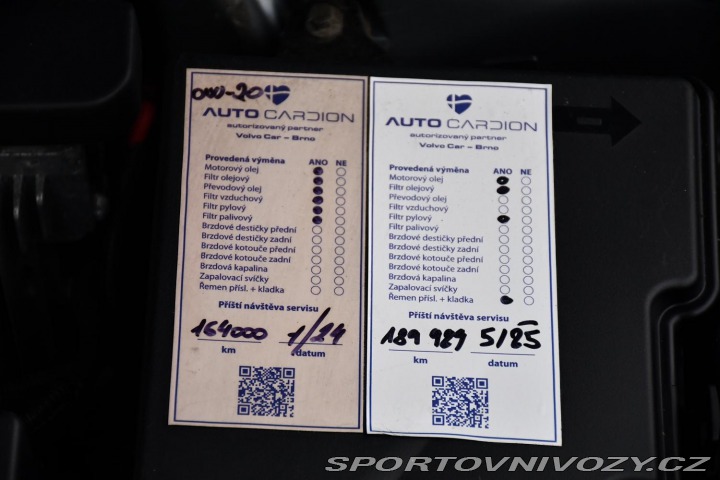 0W-20
AUTO CARDION
autorizovaný partner
Volvo Car – Brno
Provedená výměna ANO NE
Motorový olej
Filtr olejový
Převodový olej
Filtr vzduchový
Filtr pylový
Filtr palivový
Brzdové destičky přední
Brzdové destičky zadní
Brzdové kotouče přední
Brzdové kotouče zadní
Brzdová kapalina
Zapalovací svíčky
Řemen přísl. + kladka
Příští návštěva servisu
164000 1/24
km datum
AUTO CARDION
autorizovaný partner
Volvo Car – Brno
Provedená výměna ANO NE
Motorový olej
Filtr olejový
Převodový olej
Filtr vzduchový
Filtr pylový
Filtr palivový
Brzdové destičky přední
Brzdové destičky zadní
Brzdové kotouče přední
Brzdové kotouče zadní
Brzdová kapalina
Zapalovací svíčky
Řemen přísl. + kladka
Příští návštěva servisu
189 989 5/25
km datum
SPORTOVNIVOZY.CZ